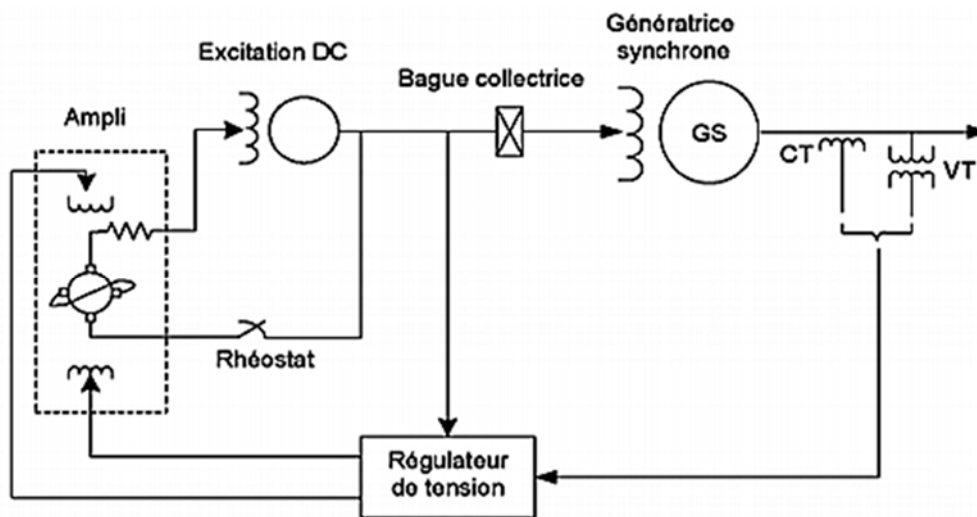 Génératrice
synchrone
Excitation DC
Bague collectrice
Ampli
GS
CT
VT
Rhéostat
Régulateur
de tension